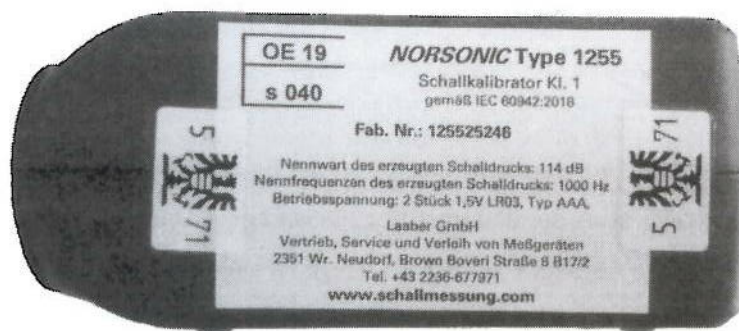 OE 19
s 040
NORSONIC Type 1255
Schallkalibrator Kl. 1
gemäß IEC 60942:2018
Fab. Nr.: 125525246
Nennwart des erzeugten Schalldrucks: 114 dB
Nennfrequenzen des erzeugten Schalldrucks: 1000 Hz
Betriebsspannung: 2 Stück 1,5V LR03, Typ AAA,
Laaber GmbH
Vertrieb, Service und Verleih von Meßgeräten
2351 Wr. Neudorf, Brown Boveri Straße 8 B17/2
Tel. +43 2236-677971
www.schallmessung.com
5
71
71
5